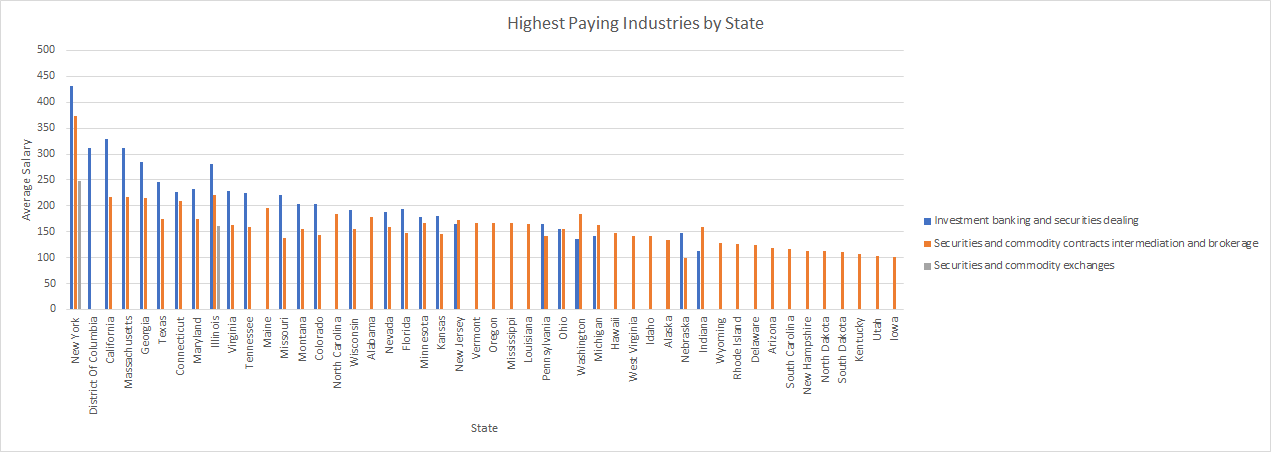 Highest Paying Industries by State
500
450
400
350
300
250
200
150
100
50
0
Average Salary
New York
District Of Columbia
California
Massachusetts
Georgia
Texas
Connecticut
Maryland
Illinois
Virginia
Tennessee
Maine
Missouri
Montana
Colorado
North Carolina
Wisconsin
Alabama
Nevada
Florida
Minnesota
Kansas
New Jersey
Vermont
Oregon
Mississippi
Louisiana
Pennsylvania
Ohio
Washington
Michigan
Hawaii
West Virginia
Idaho
Alaska
Nebraska
Indiana
Wyoming
Rhode Island
Delaware
Arizona
South Carolina
New Hampshire
North Dakota
South Dakota
Kentucky
Utah
Iowa
State
Investment banking and securities dealing
Securities and commodity contracts intermediation and brokerage
Securities and commodity exchanges